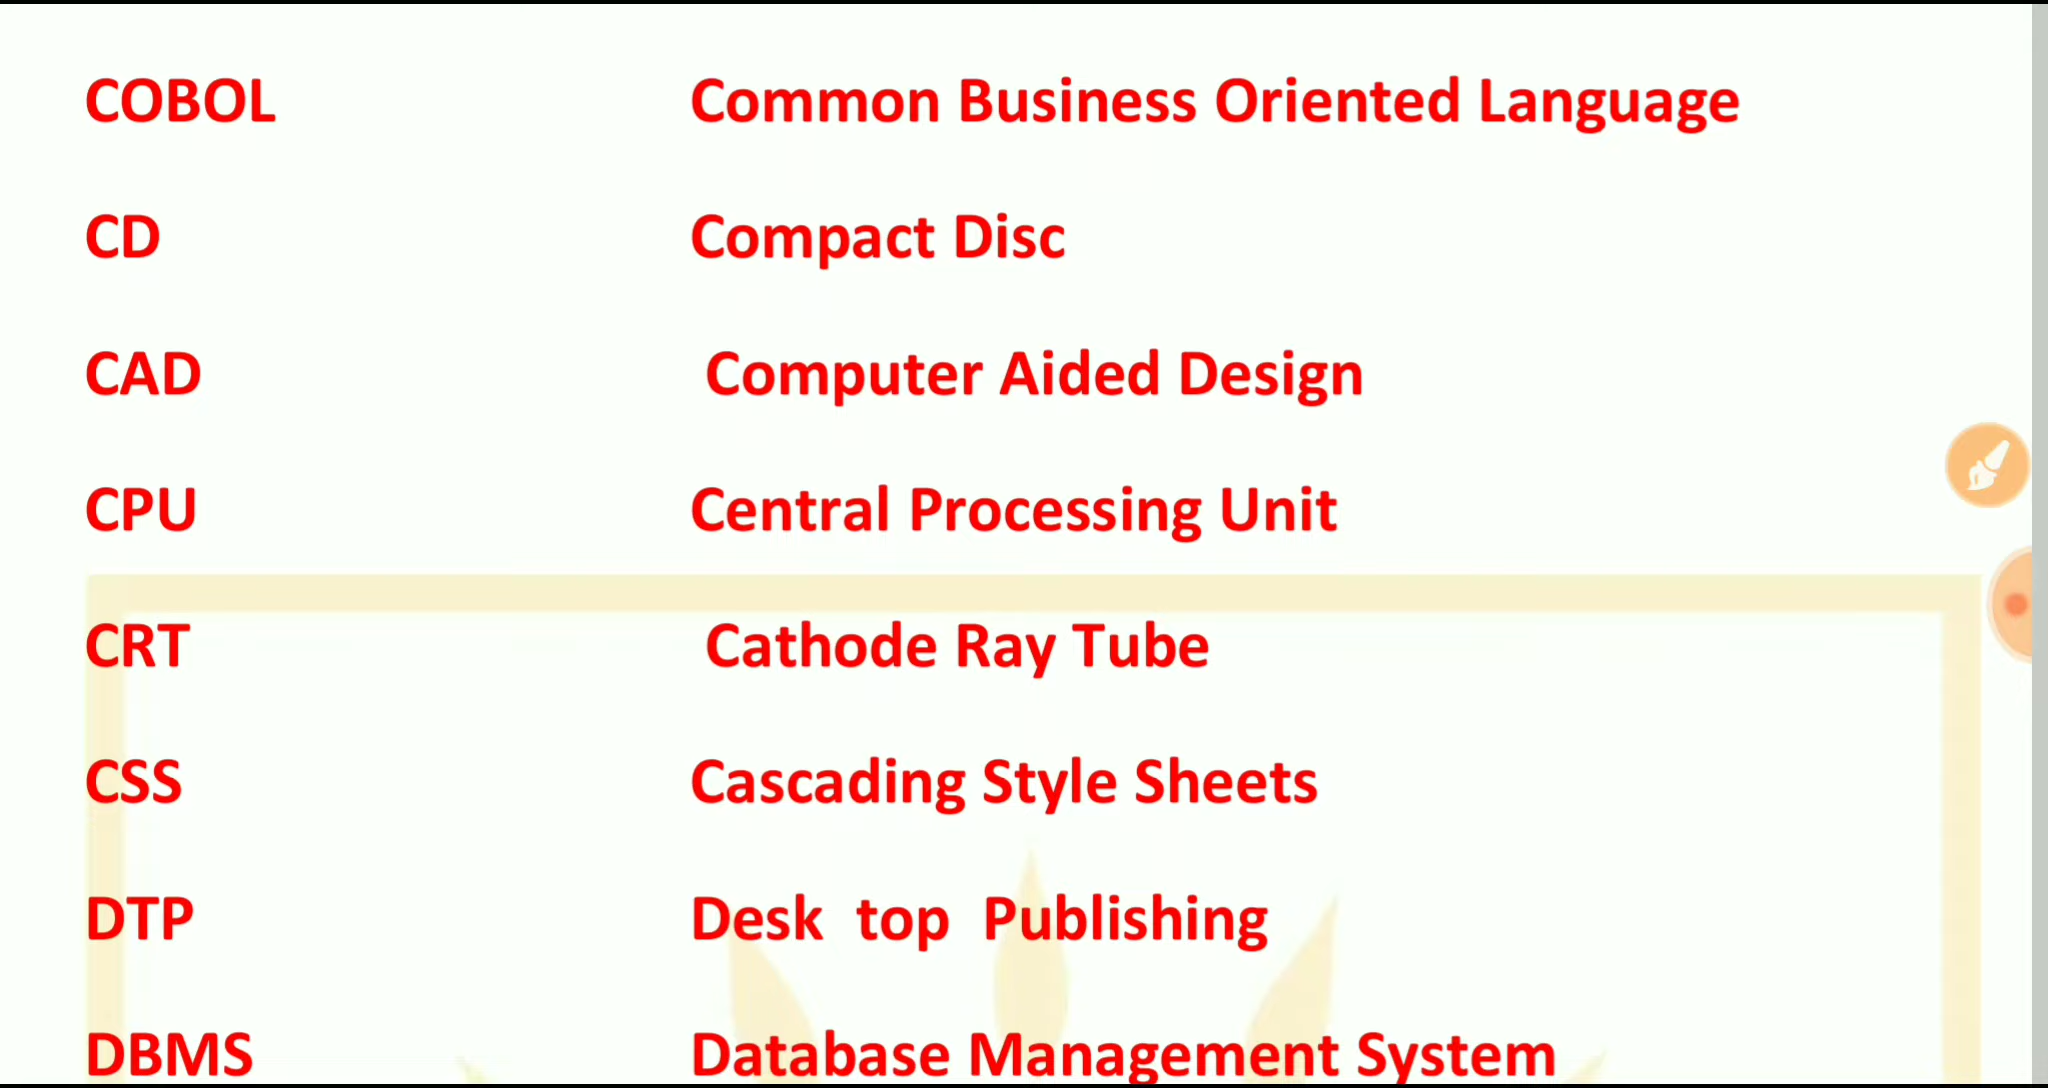 COBOL Common Business Oriented Language
CD Compact Disc
CAD Computer Aided Design
CPU Central Processing Unit
CRT Cathode Ray Tube
CSS Cascading Style Sheets
DTP Desk top Publishing
DBMS Database Management System